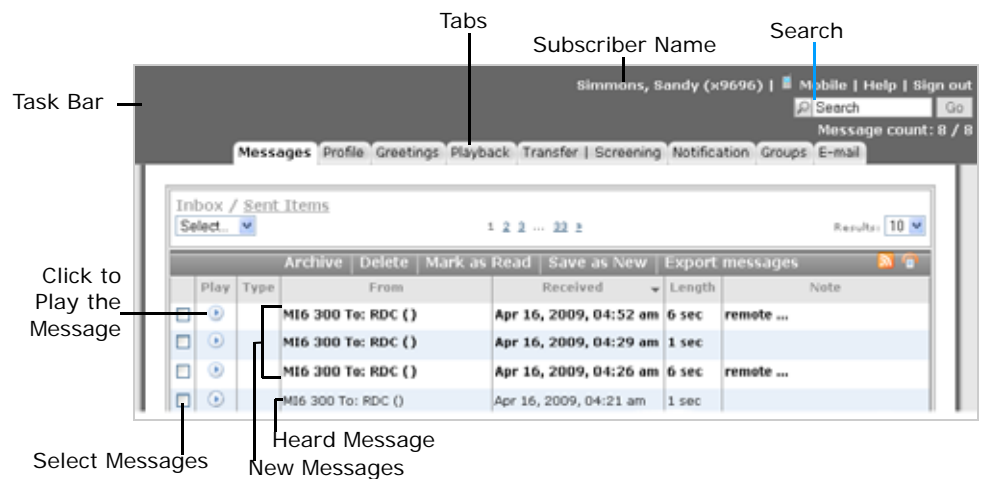 Tabs
Subscriber Name
Search
Task Bar
Simmons, Sandy (x9696) | Mobile | Help | Sign out
Search Go
Message count: 8 / 8
Messages Profile Greetings Playback Transfer | Screening Notification Groups E-mail
Inbox / Sent Items
Select... 1 2 3 ... 33 » Results: 10
Archive | Delete | Mark as Read | Save as New | Export messages
Play Type From Received Length Note
Click to
Play the
Message
MI6 300 To: RDC () Apr 16, 2009, 04:52 am 6 sec remote ...
MI6 300 To: RDC () Apr 16, 2009, 04:29 am 1 sec
MI6 300 To: RDC () Apr 16, 2009, 04:26 am 6 sec remote ...
MI6 300 To: RDC () Apr 16, 2009, 04:21 am 1 sec
Heard Message
Select Messages
New Messages